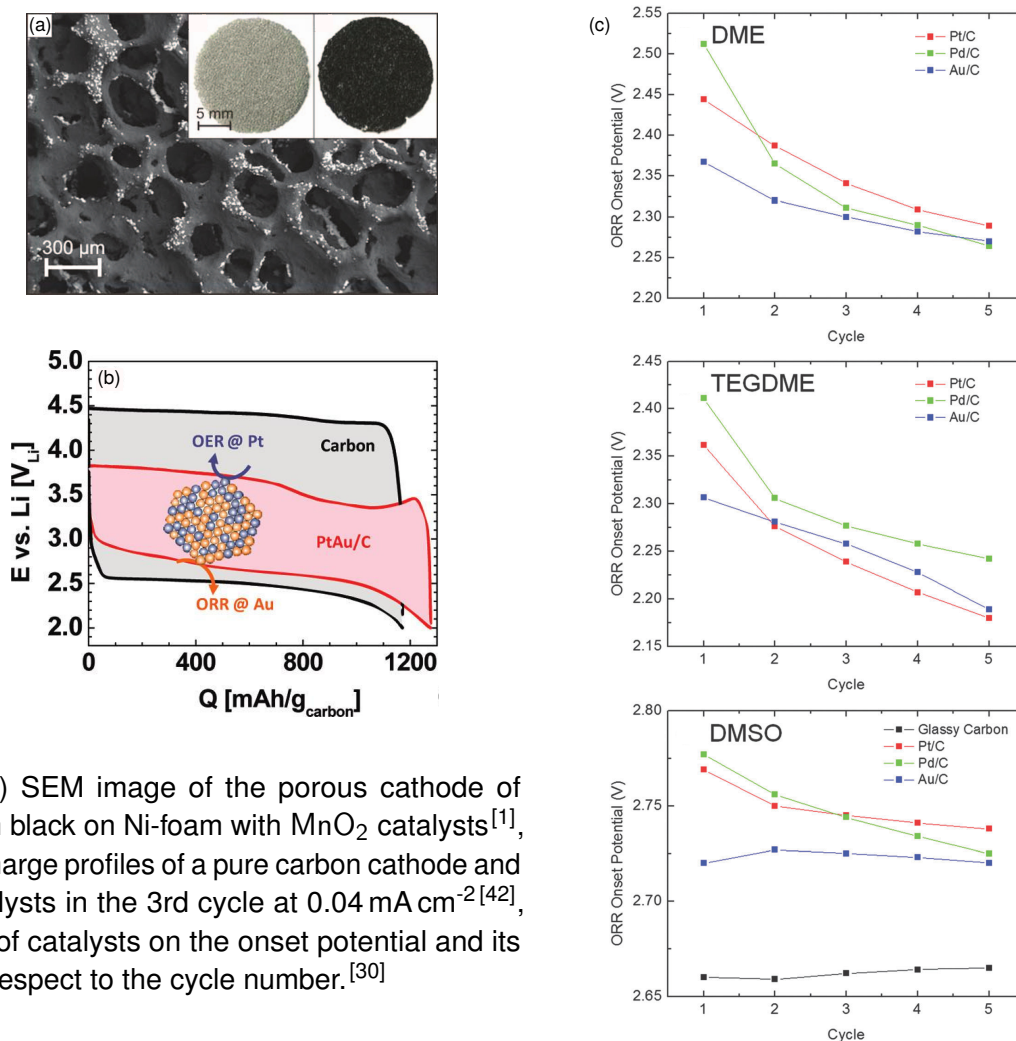 (a)
5 mm
300 µm
(b)
5.0
4.5
4.0
3.5
3.0
2.5
2.0
E vs. Li [V_Li]
OER @ Pt
Carbon
PtAu/C
ORR @ Au
0
400
800
1200
Q [mAh/g_carbon]
) SEM image of the porous cathode of
black on Ni-foam with MnO₂ catalysts[1],
harge profiles of a pure carbon cathode and
lysts in the 3rd cycle at 0.04 mA cm-2[42],
of catalysts on the onset potential and its
respect to the cycle number.[30]
(c)
DME
Pt/C
Pd/C
Au/C
2.55
2.50
2.45
2.40
2.35
2.30
2.25
2.20
ORR Onset Potential (V)
1 2 3 4 5
Cycle
TEGDME
Pt/C
Pd/C
Au/C
2.45
2.40
2.35
2.30
2.25
2.20
2.15
ORR Onset Potential (V)
1 2 3 4 5
Cycle
DMSO
Glassy Carbon
Pt/C
Pd/C
Au/C
2.80
2.75
2.70
2.65
ORR Onset Potential (V)
1 2 3 4 5
Cycle